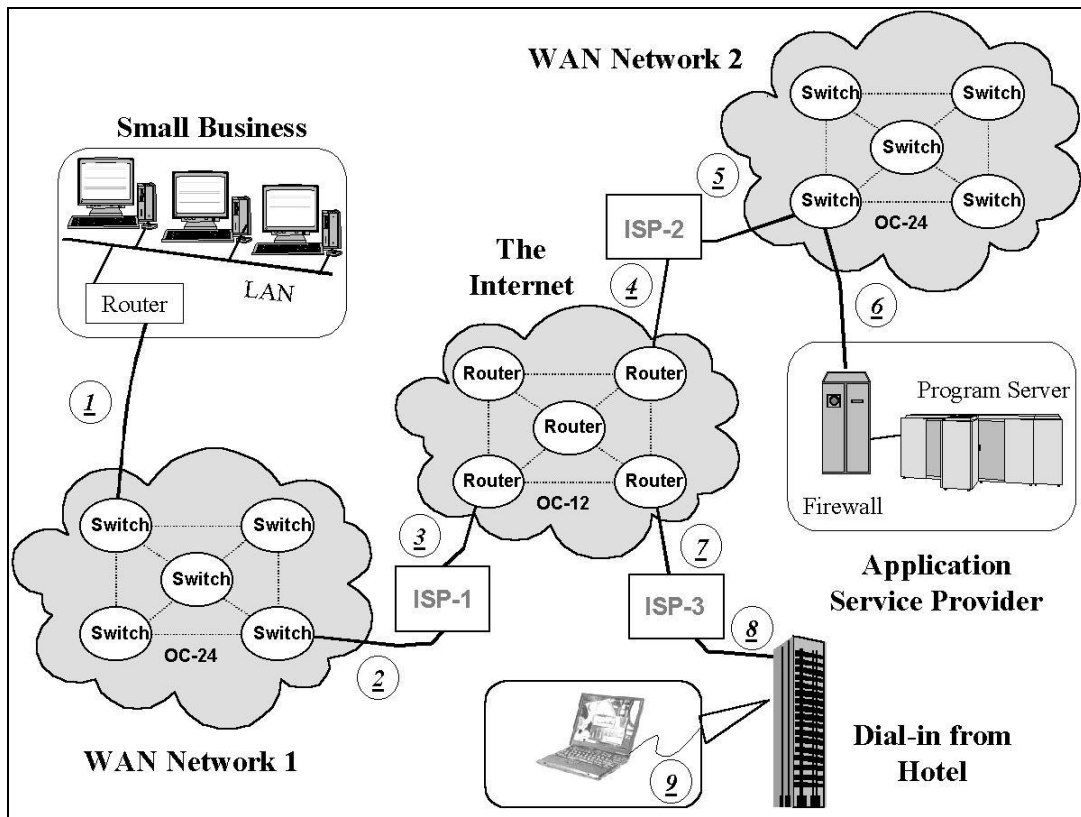 WAN Network 2
Switch
Switch
Switch
Switch
Switch
OC-24
Small Business
LAN
Router
1
5
ISP-2
4
6
The
Internet
Router
Router
Router
Router
Router
OC-12
Program Server
Firewall
Application
Service Provider
Switch
Switch
Switch
Switch
Switch
OC-24
WAN Network 1
2
3
ISP-1
7
ISP-3
8
9
Dial-in from
Hotel